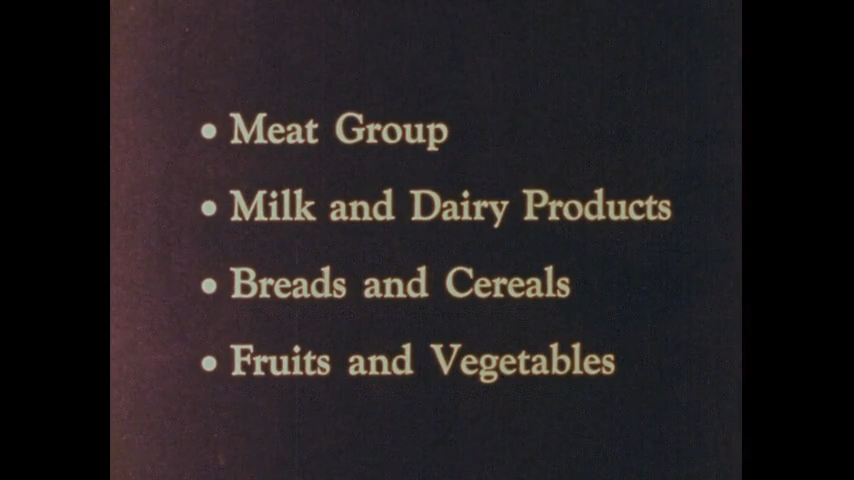 • Meat Group
• Milk and Dairy Products
• Breads and Cereals
• Fruits and Vegetables